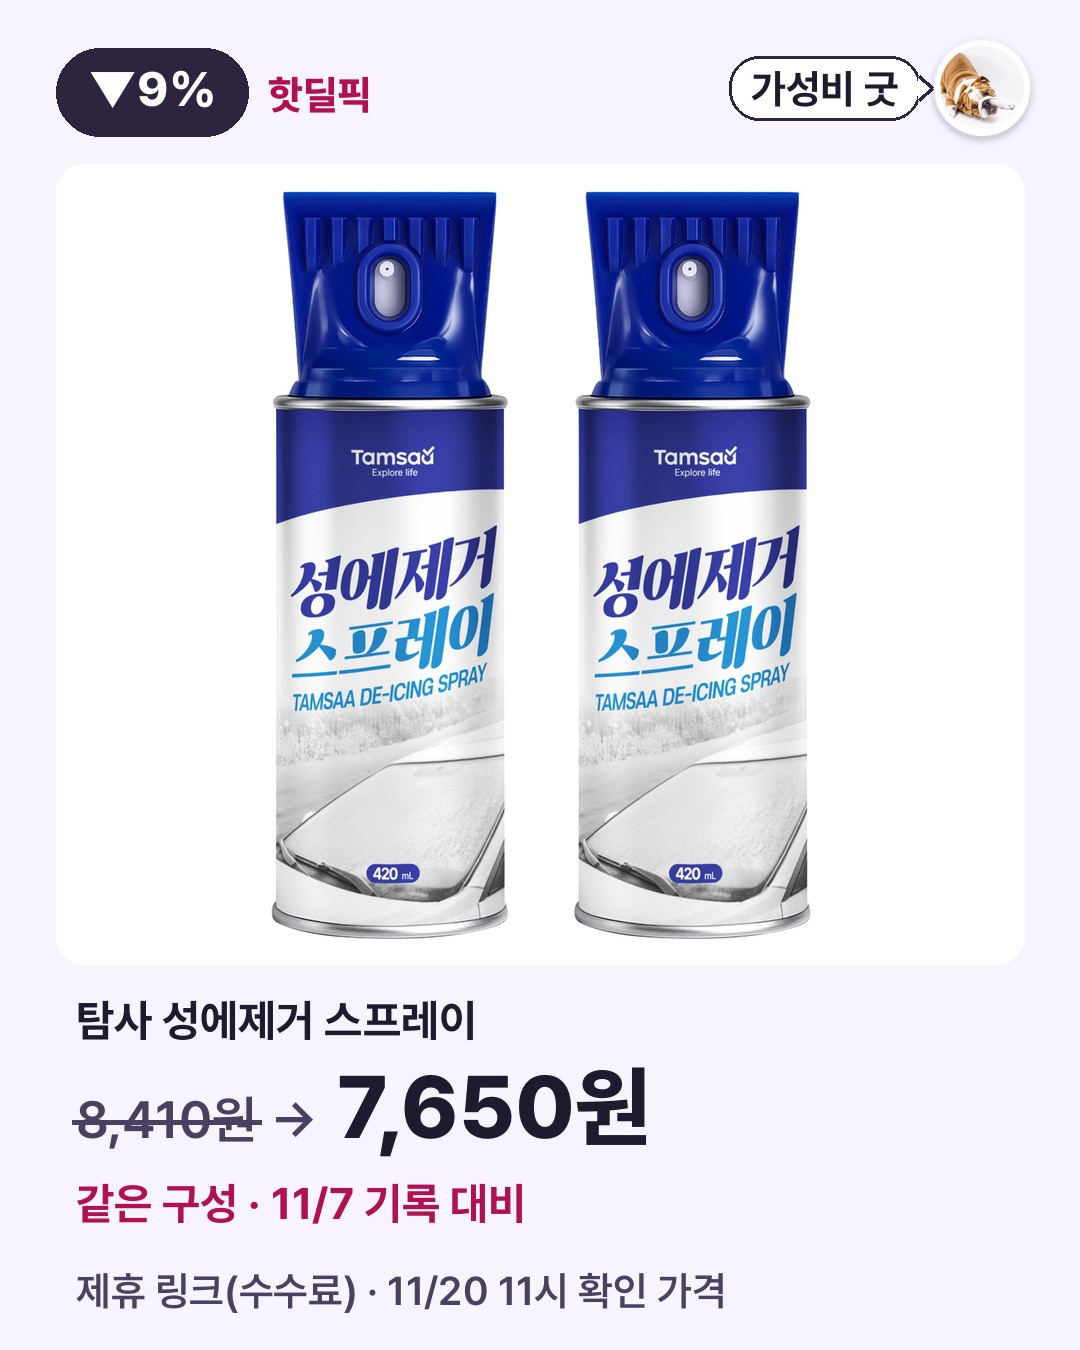 ▼9% 핫딜픽
가성비 굿
Tamsaa
Explore life
성에제거
스프레이
TAMSAA DE-ICING SPRAY
420 mL
Tamsaa
Explore life
성에제거
스프레이
TAMSAA DE-ICING SPRAY
420 mL
탐사 성에제거 스프레이
8,410원 → 7,650원
같은 구성 · 11/7 기록 대비
제휴 링크(수수료) · 11/20 11시 확인 가격